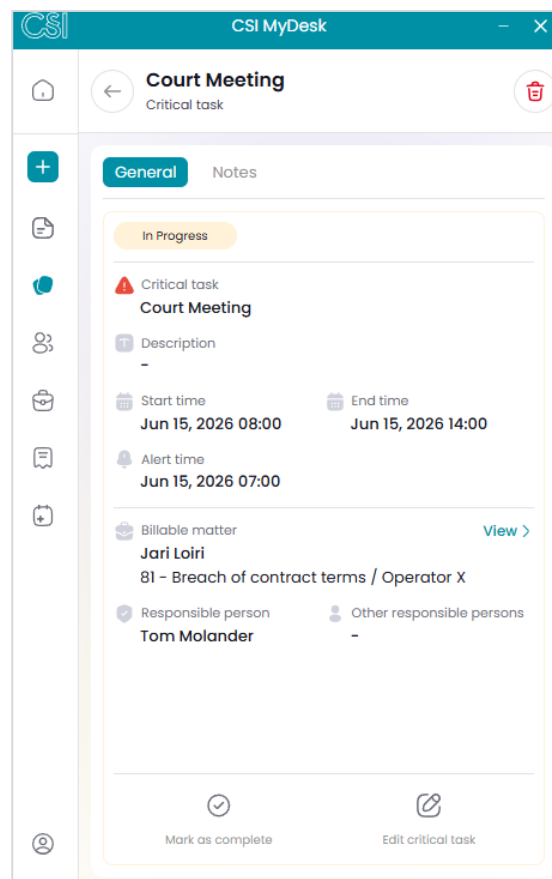 CSI
CSI MyDesk
Court Meeting
Critical task
General Notes
In Progress
Critical task
Court Meeting
Description
-
Start time End time
Jun 15, 2026 08:00 Jun 15, 2026 14:00
Alert time
Jun 15, 2026 07:00
Billable matter View >
Jari Loiri
81 - Breach of contract terms / Operator X
Responsible person Other responsible persons
Tom Molander -
Mark as complete Edit critical task